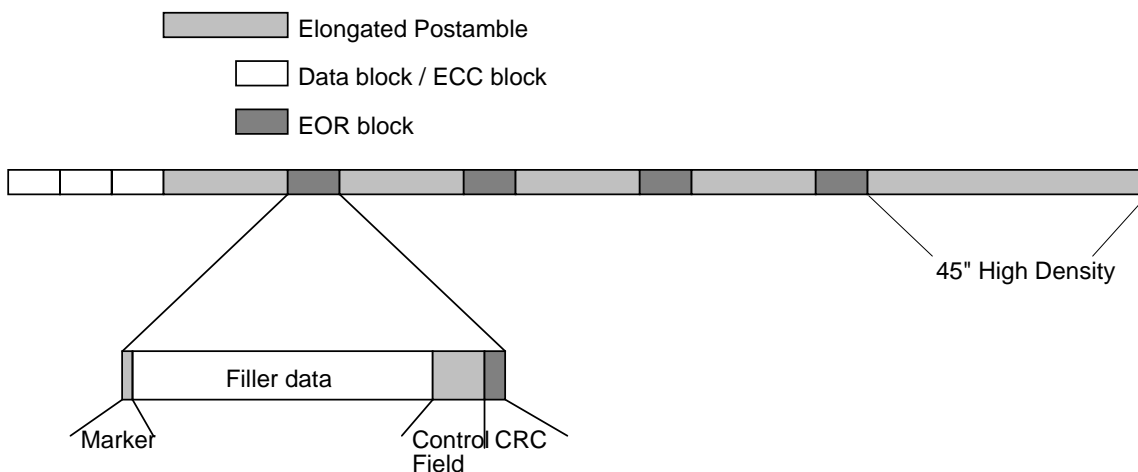 Elongated Postamble
Data block / ECC block
EOR block
45" High Density
Filler data
Marker
Control CRC
Field